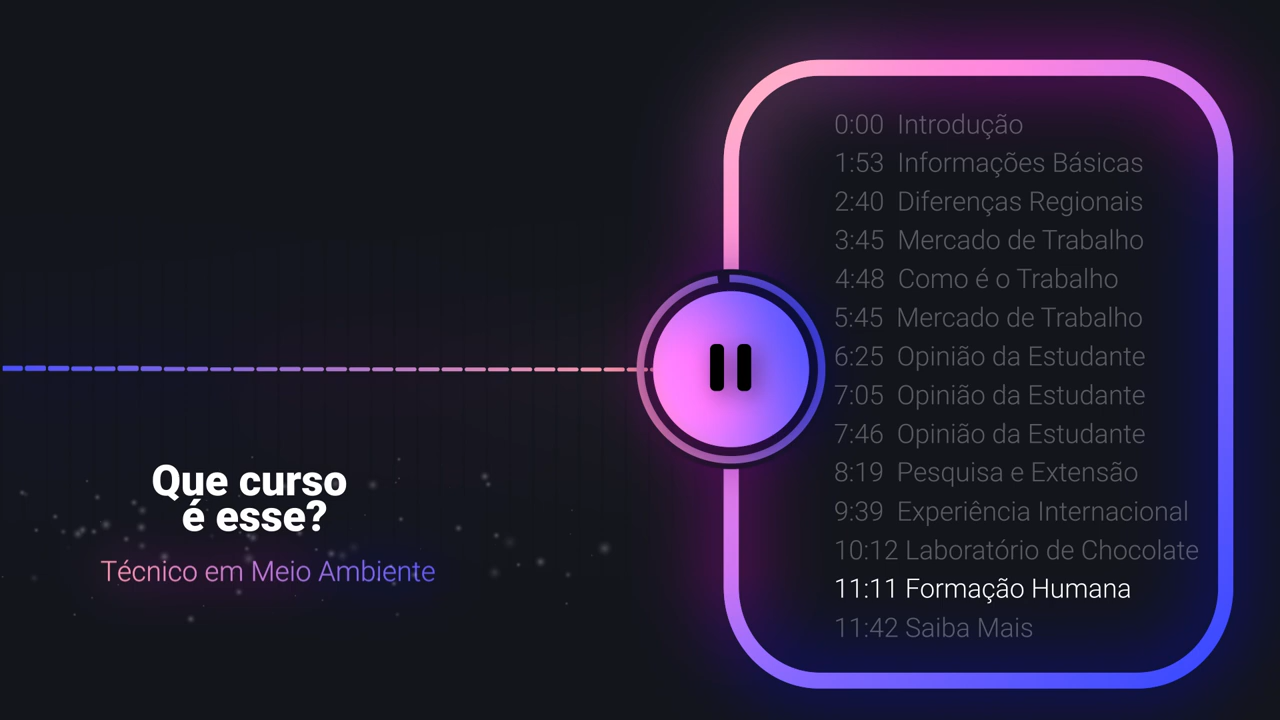 Que curso
é esse?
Técnico em Meio Ambiente
0:00 Introdução
1:53 Informações Básicas
2:40 Diferenças Regionais
3:45 Mercado de Trabalho
4:48 Como é o Trabalho
5:45 Mercado de Trabalho
6:25 Opinião da Estudante
7:05 Opinião da Estudante
7:46 Opinião da Estudante
8:19 Pesquisa e Extensão
9:39 Experiência Internacional
10:12 Laboratório de Chocolate
11:11 Formação Humana
11:42 Saiba Mais